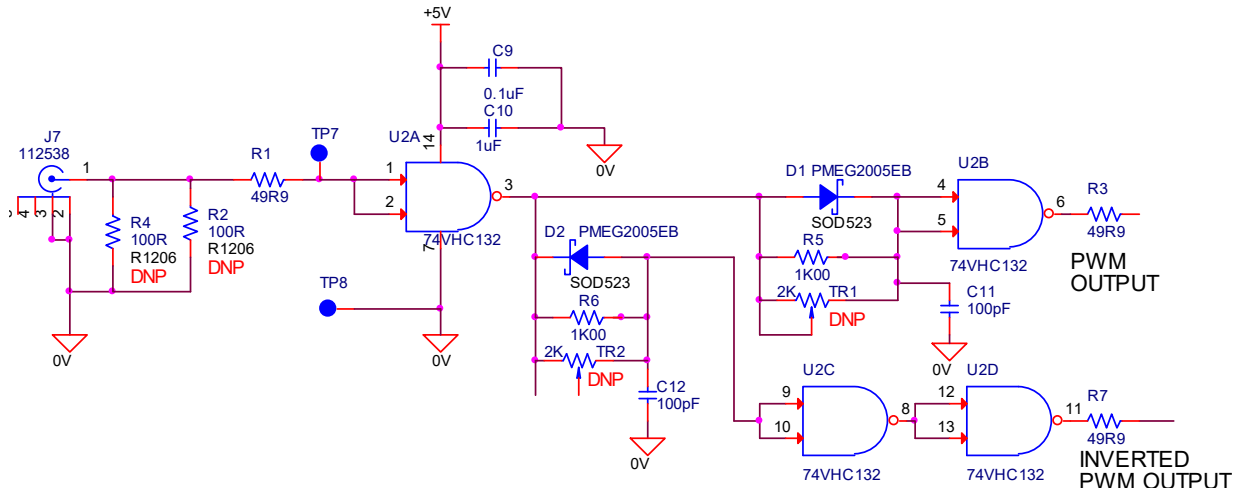 +5V
C9
0.1uF
C10
1uF
0V
J7
112538
1
4
3
2
R4
100R
R1206
DNP
R2
100R
R1206
DNP
0V
R1
49R9
TP7
TP8
U2A
14
1
2
3
7
74VHC132
0V
D2 PMEG2005EB
SOD523
R6
1K00
2K TR2
DNP
C12
100pF
0V
D1 PMEG2005EB
SOD523
R5
1K00
2K TR1
DNP
C11
100pF
0V
U2B
4
5
6
74VHC132
R3
49R9
PWM
OUTPUT
U2C
9
10
8
74VHC132
U2D
12
13
11
74VHC132
R7
49R9
INVERTED
PWM OUTPUT